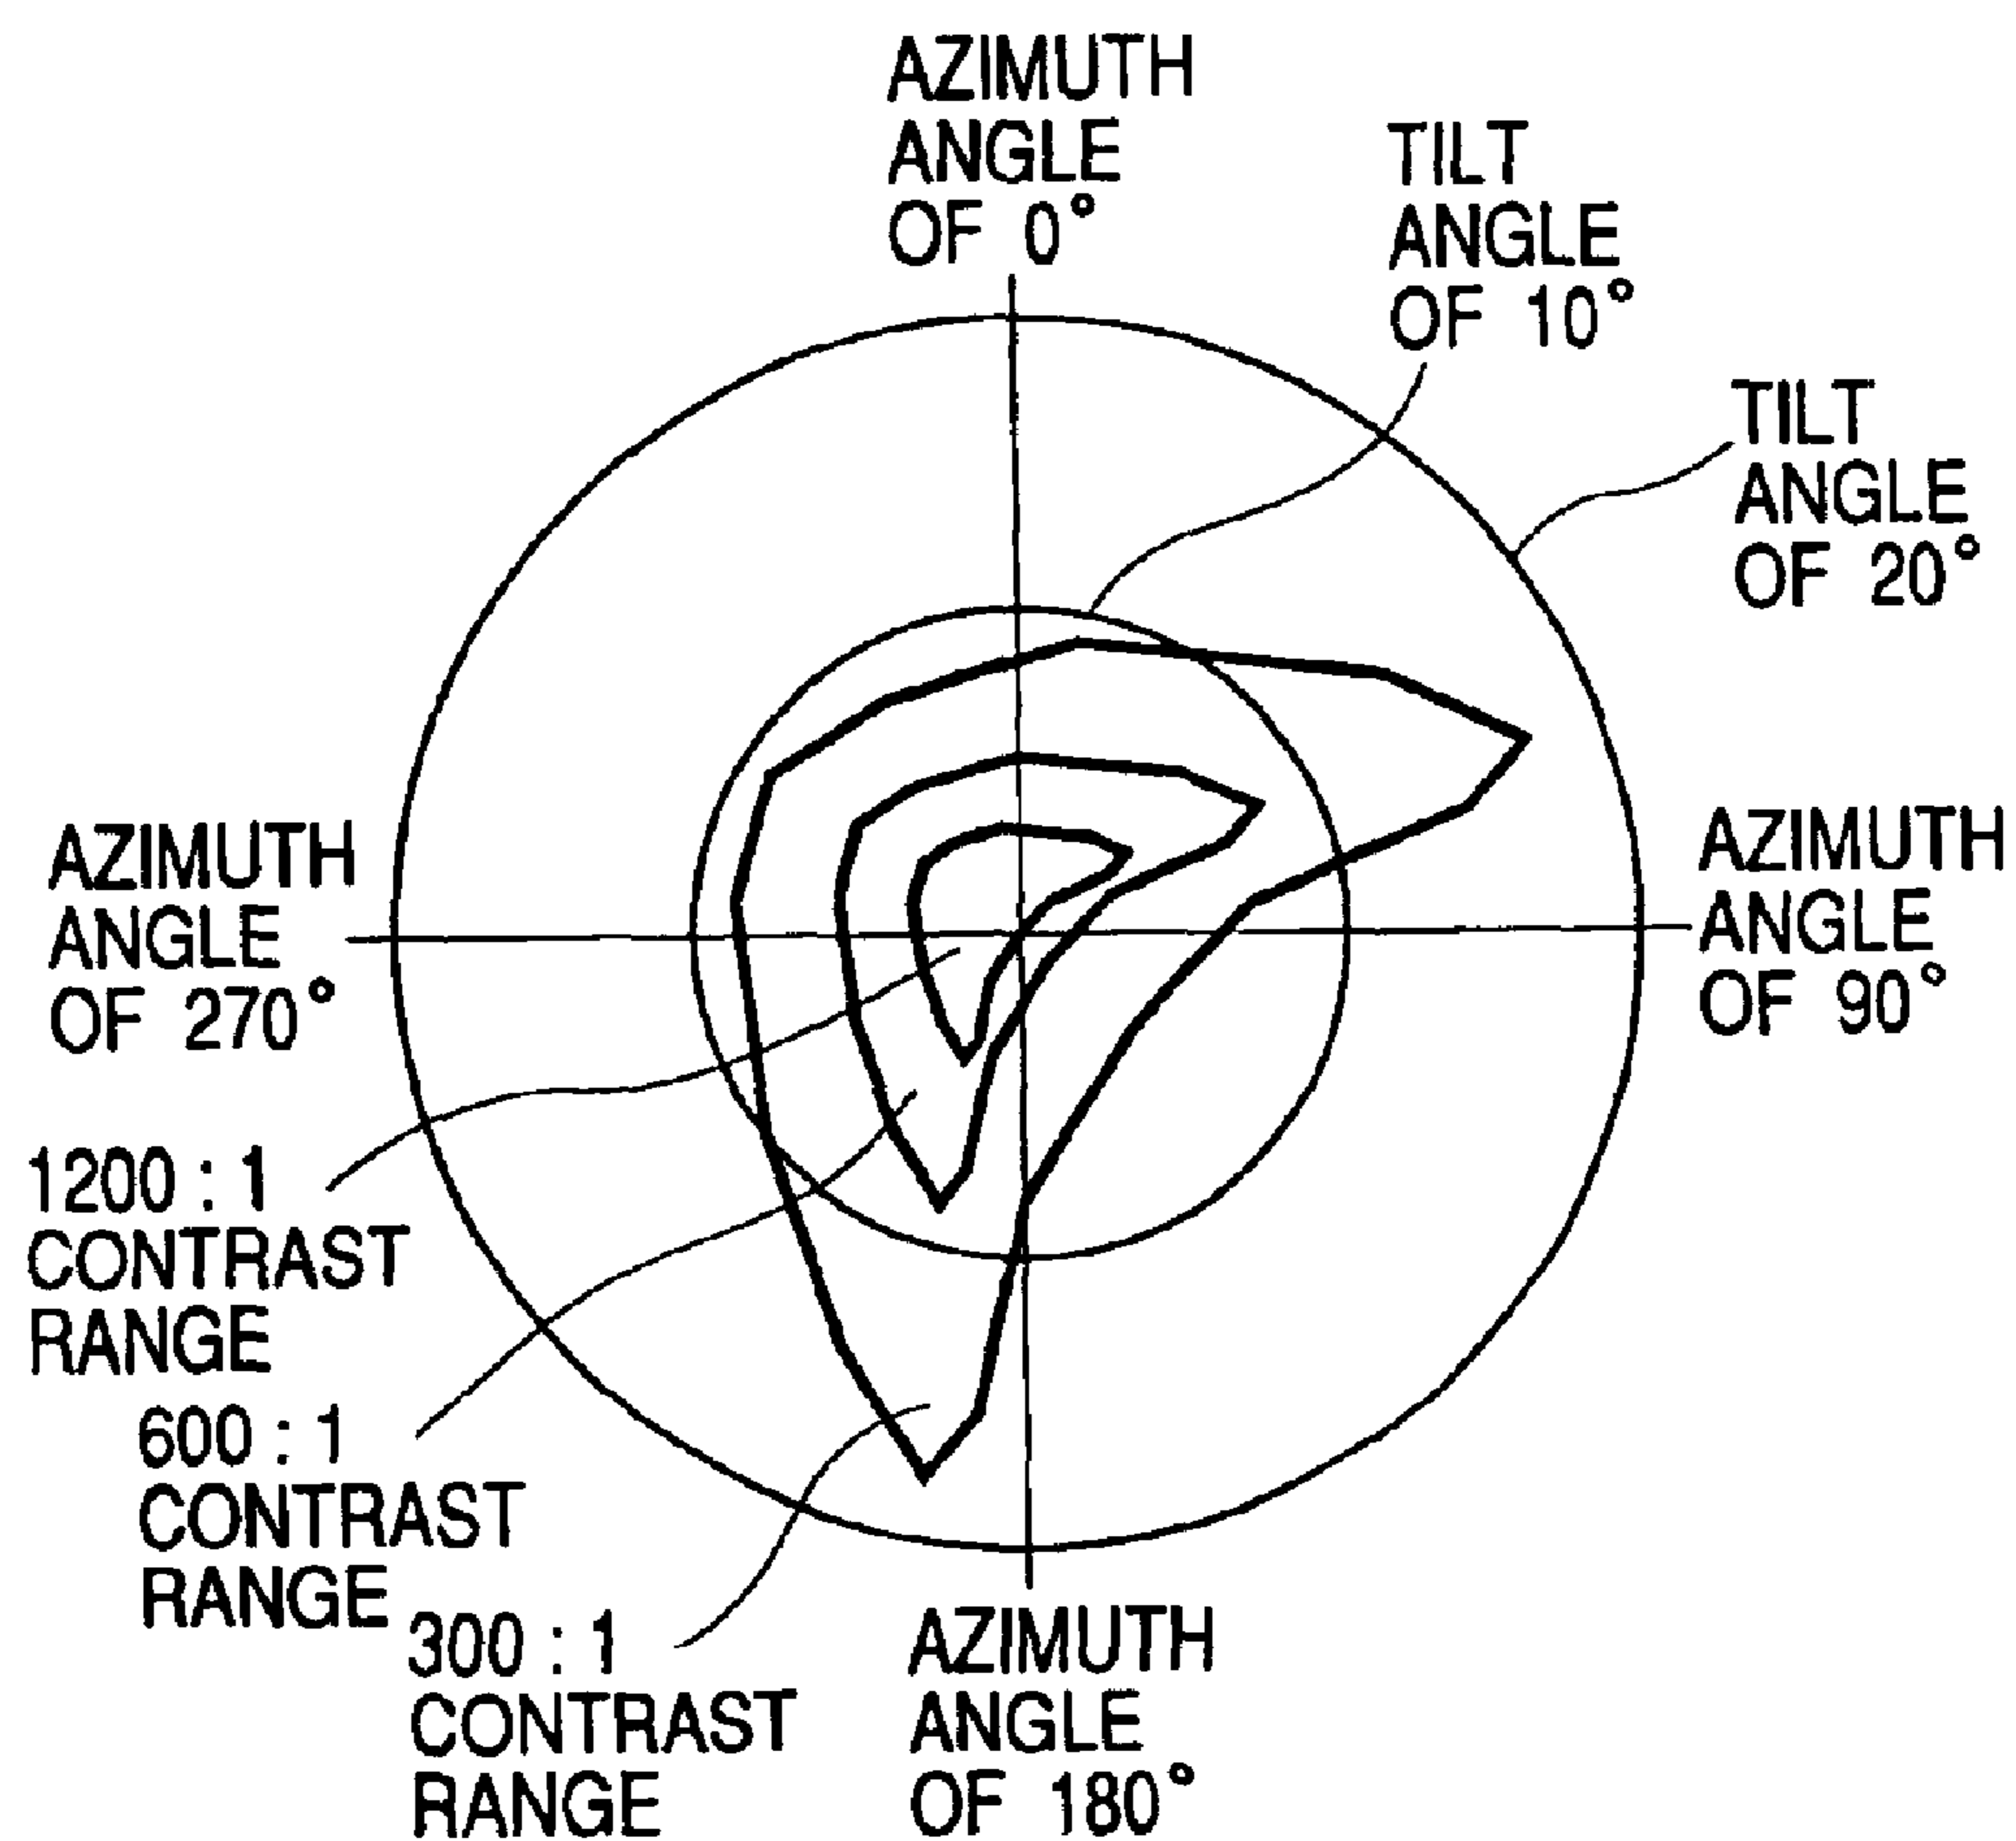 AZIMUTH
ANGLE
OF 0°
TILT
ANGLE
OF 10°
TILT
ANGLE
OF 20°
AZIMUTH
ANGLE
OF 270°
AZIMUTH
ANGLE
OF 90°
1200 : 1
CONTRAST
RANGE
600 : 1
CONTRAST
RANGE
300 : 1
CONTRAST
RANGE
AZIMUTH
ANGLE
OF 180°